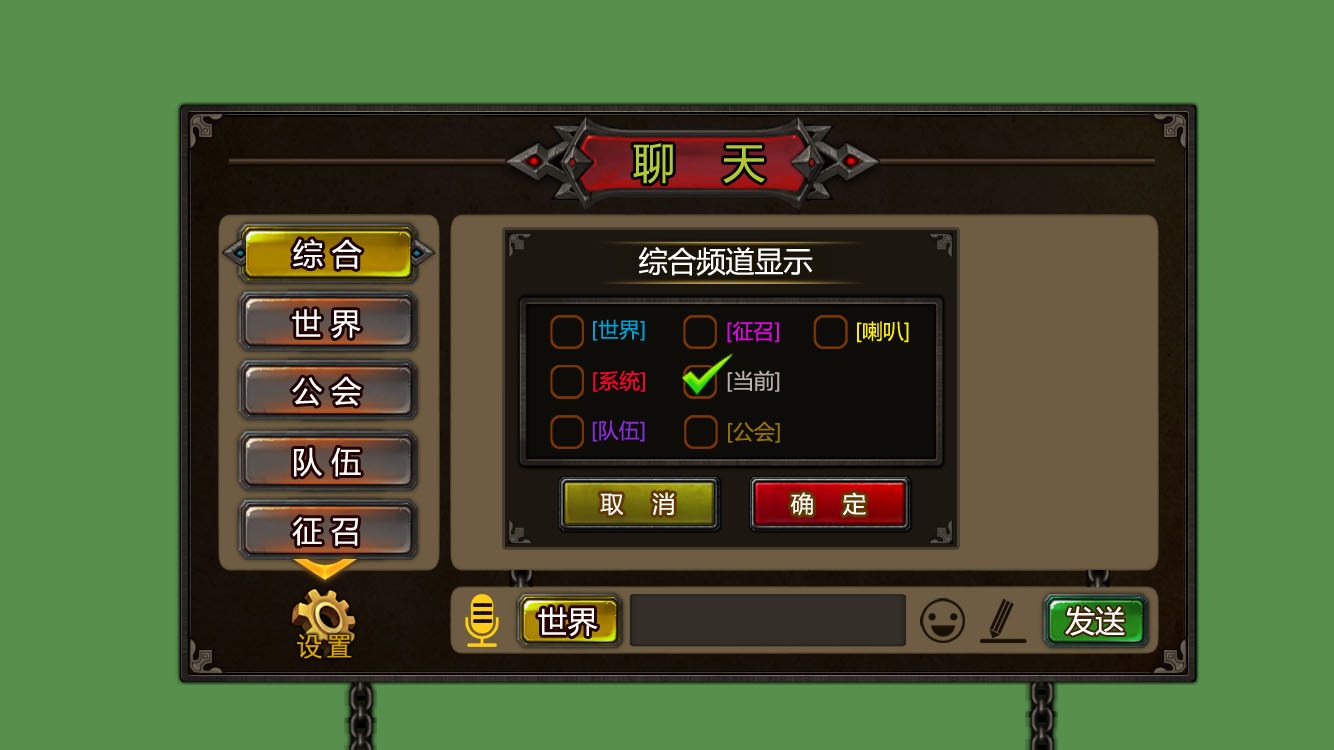 聊 天
综合
世界
公会
队伍
征召
设置
综合频道显示
[世界] [征召] [喇叭]
[系统] [当前]
[队伍] [公会]
取 消 确 定
世界 发送